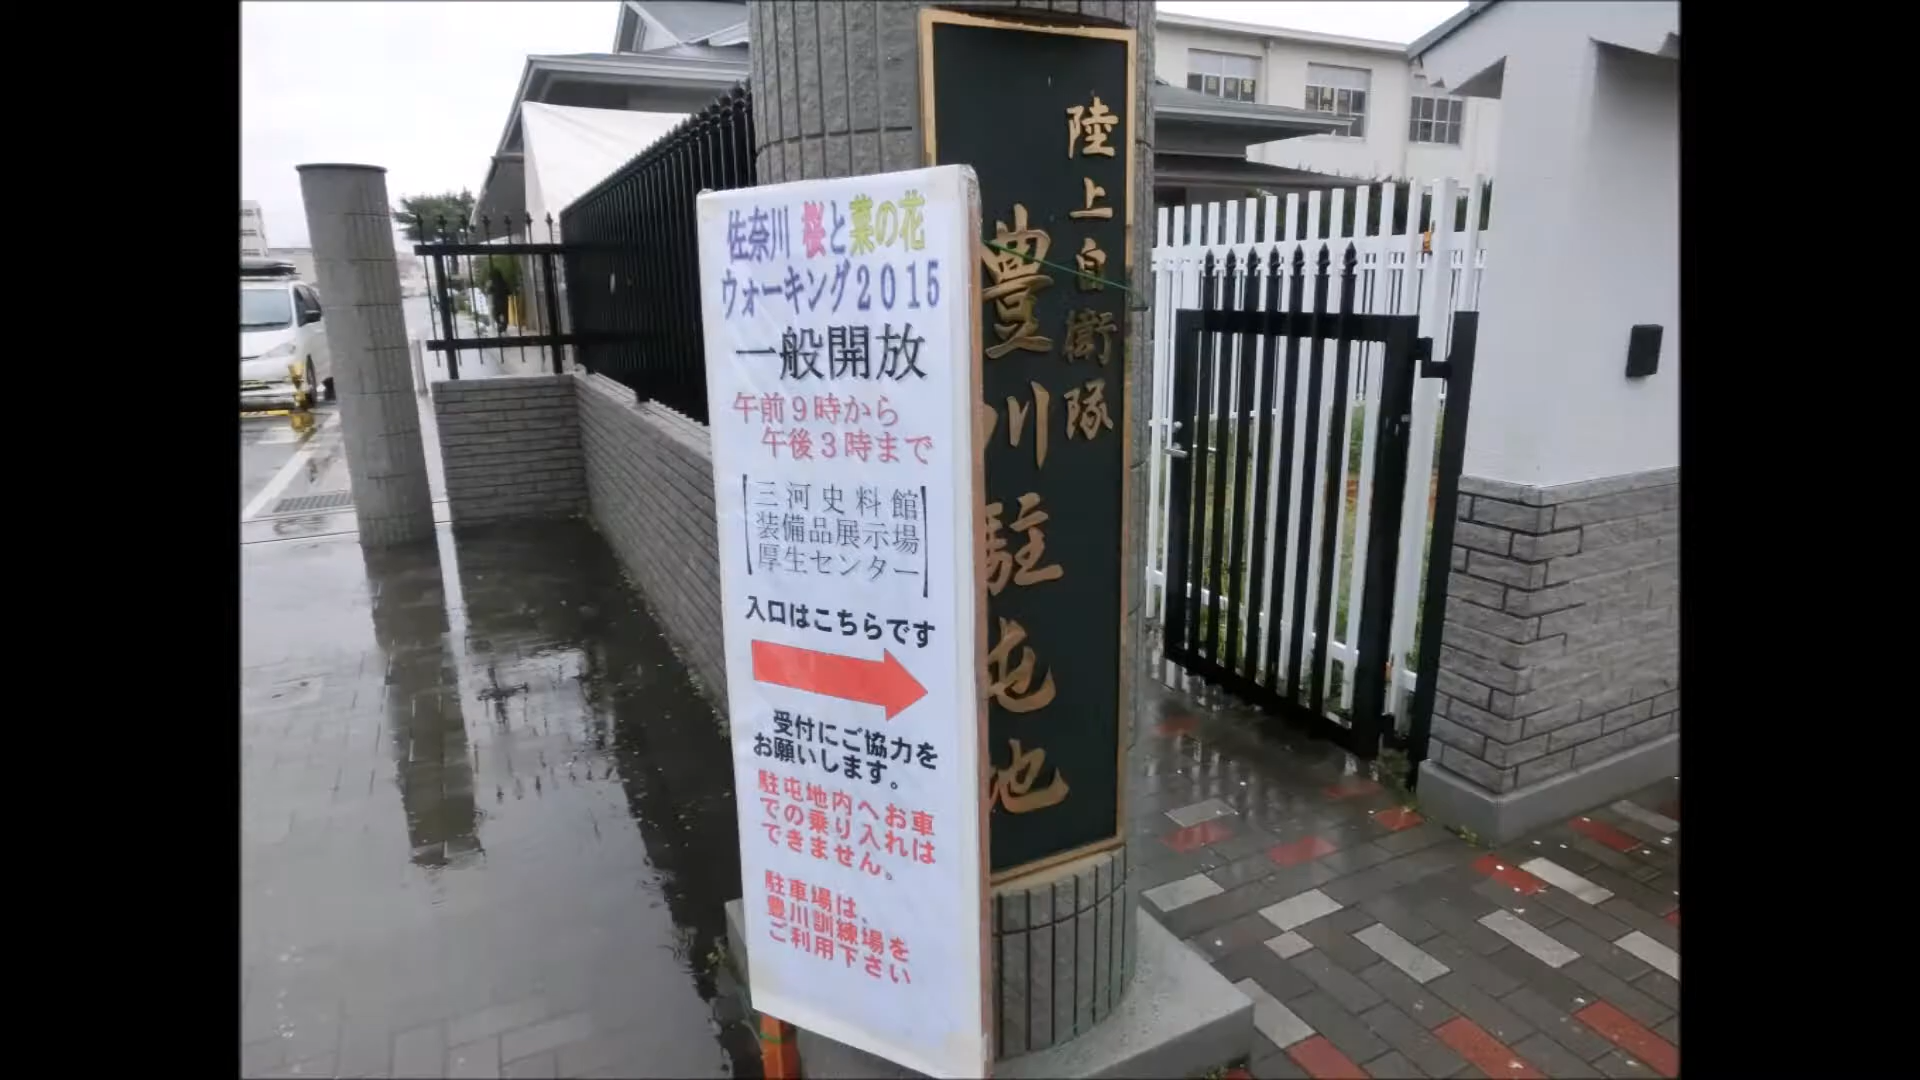 佐奈川 桜と菜の花
ウォーキング2015
一般開放
午前9時から
午後3時まで
三河史料館
装備品展示場
厚生センター
入口はこちらです
受付にご協力を
お願いします。
駐屯地内へお車
での乗り入れは
できません。
駐車場は、
豊川訓練場を
ご利用下さい
陸上自衛隊
豊川駐屯地